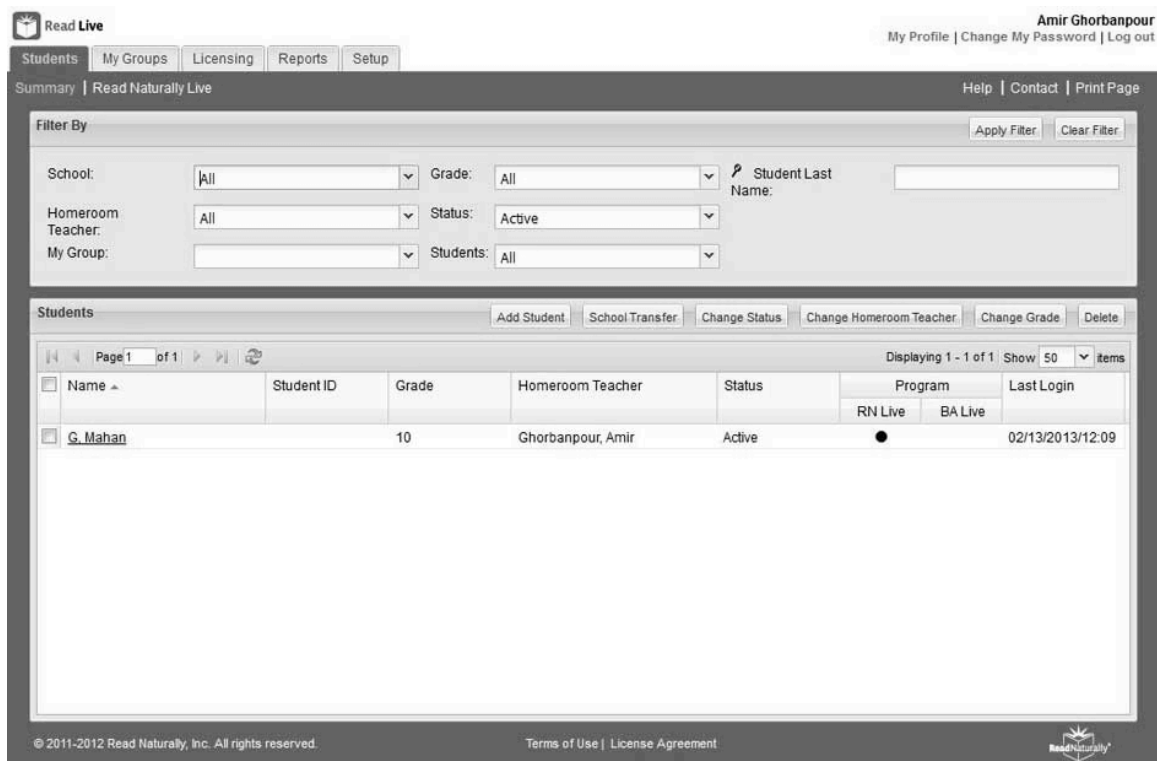 Read Live
Amir Ghorbanpour
My Profile | Change My Password | Log out
Students My Groups Licensing Reports Setup
Summary | Read Naturally Live Help | Contact | Print Page
Filter By Apply Filter Clear Filter
School: All Grade: All Student Last Name:
Homeroom Teacher: All Status: Active
My Group: Students: All
Students Add Student School Transfer Change Status Change Homeroom Teacher Change Grade Delete
Page 1 of 1 Displaying 1 - 1 of 1 Show 50 items
Name Student ID Grade Homeroom Teacher Status Program Last Login
RN Live BA Live
G. Mahan 10 Ghorbanpour, Amir Active 02/13/2013/12:09
© 2011-2012 Read Naturally, Inc. All rights reserved. Terms of Use | License Agreement
Read Naturally®